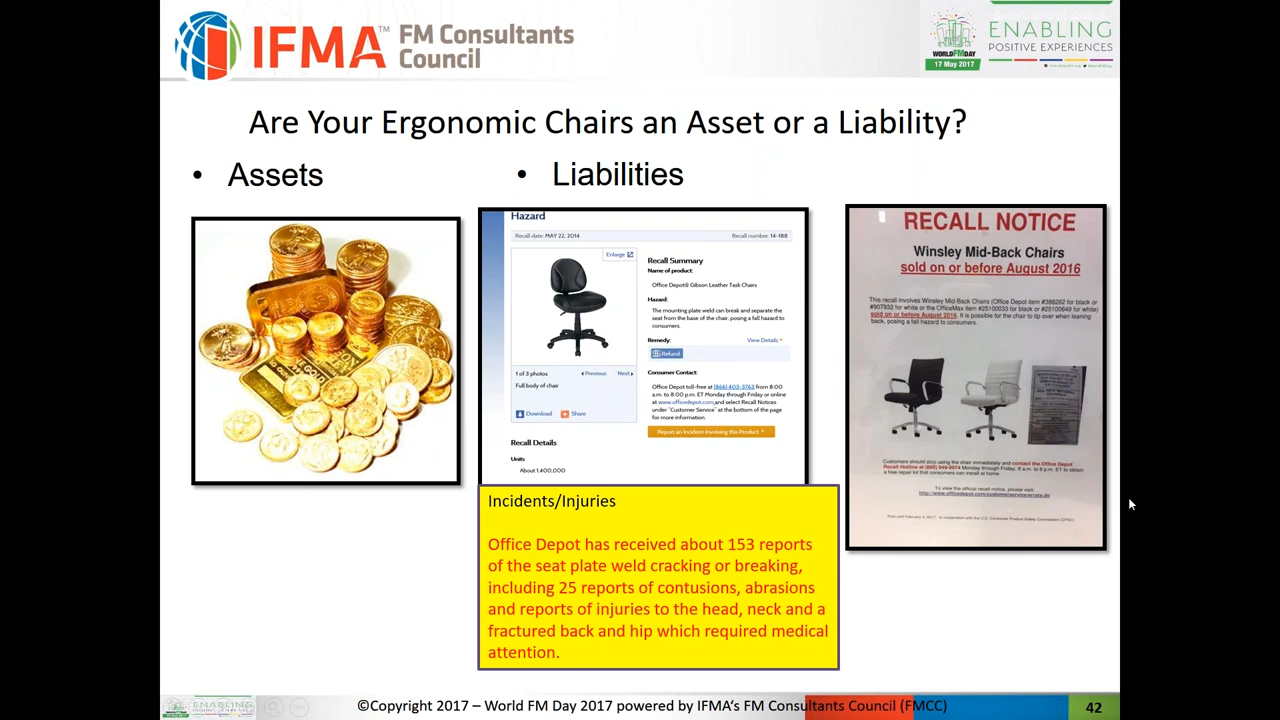 IFMA™ FM Consultants
Council
WORLD FM DAY
17 May 2017
ENABLING
POSITIVE EXPERIENCES
Are Your Ergonomic Chairs an Asset or a Liability?
• Assets
• Liabilities
Hazard
Recall date: MAY 22, 2014
Recall number: 14-188
Enlarge
Recall Summary
Name of product:
Office Depot® Gibson Leather Task Chairs
Hazard:
The mounting plate weld can break and separate the
seat from the base of the chair, posing a fall hazard to
consumers.
Remedy:
View Details
Refund
1 of 3 photos
Previous
Next
Full body of chair
Download
Share
Consumer Contact:
Office Depot toll-free at (866) 403-3763 from 8:00
a.m. to 8:00 p.m. ET Monday through Friday or online
at www.officedepot.com,and select Recall Notices
under "Customer Service" at the bottom of the page
for more information.
Report an Incident Involving this Product
Recall Details
Units
About 1,400,000
Incidents/Injuries
Office Depot has received about 153 reports
of the seat plate weld cracking or breaking,
including 25 reports of contusions, abrasions
and reports of injuries to the head, neck and a
fractured back and hip which required medical
attention.
RECALL NOTICE
Winsley Mid-Back Chairs
sold on or before August 2016
This recall involves Winsley Mid-Back Chairs (Office Depot item #388262 for black or
#907932 for white or the OfficeMax item #25100033 for black or #25100649 for white)
sold on or before August 2016. It is possible for the chair to tip over when leaning
back, posing a fall hazard to consumers.
Customers should stop using the chair immediately and contact the Office Depot
Recall Hotline at (866) 949-9974 Monday through Friday, 8 a.m. to 8 p.m. ET to obtain
a free repair kit that consumers can install at home.
To view the official recall notice, please visit:
©Copyright 2017 – World FM Day 2017 powered by IFMA's FM Consultants Council (FMCC)
42